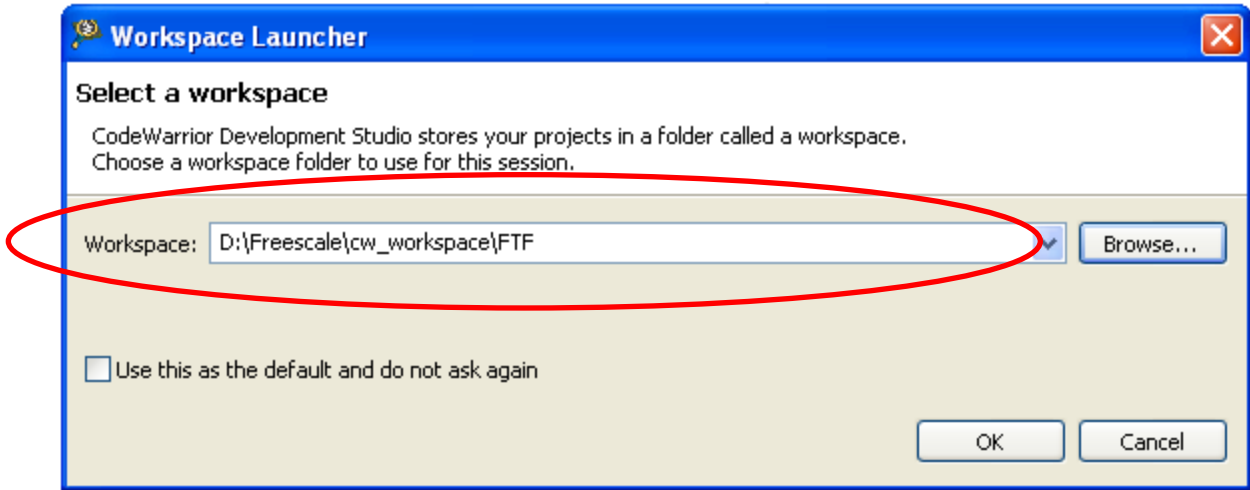 Workspace Launcher
Select a workspace
CodeWarrior Development Studio stores your projects in a folder called a workspace.
Choose a workspace folder to use for this session.
Workspace: D:\Freescale\cw_workspace\FTF Browse...
Use this as the default and do not ask again
OK Cancel